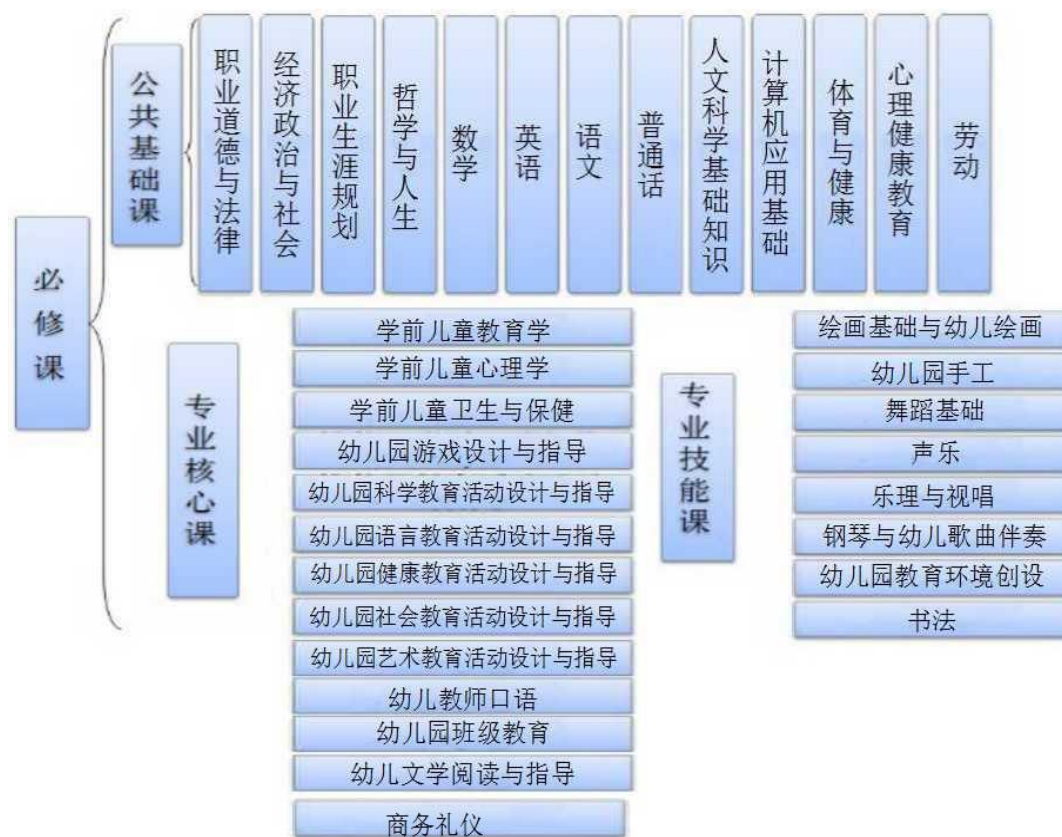 必修课
公共基础课
职业道德与法律
经济政治与社会
职业生涯规划
哲学与人生
数学
英语
语文
普通话
人文科学基础知识
计算机应用基础
体育与健康
心理健康教育
劳动
专业核心课
学前儿童教育学
学前儿童心理学
学前儿童卫生与保健
幼儿园游戏设计与指导
幼儿园科学教育活动设计与指导
幼儿园语言教育活动设计与指导
幼儿园健康教育活动设计与指导
幼儿园社会教育活动设计与指导
幼儿园艺术教育活动设计与指导
幼儿教师口语
幼儿园班级教育
幼儿文学阅读与指导
商务礼仪
专业技能课
绘画基础与幼儿绘画
幼儿园手工
舞蹈基础
声乐
乐理与视唱
钢琴与幼儿歌曲伴奏
幼儿园教育环境创设
书法